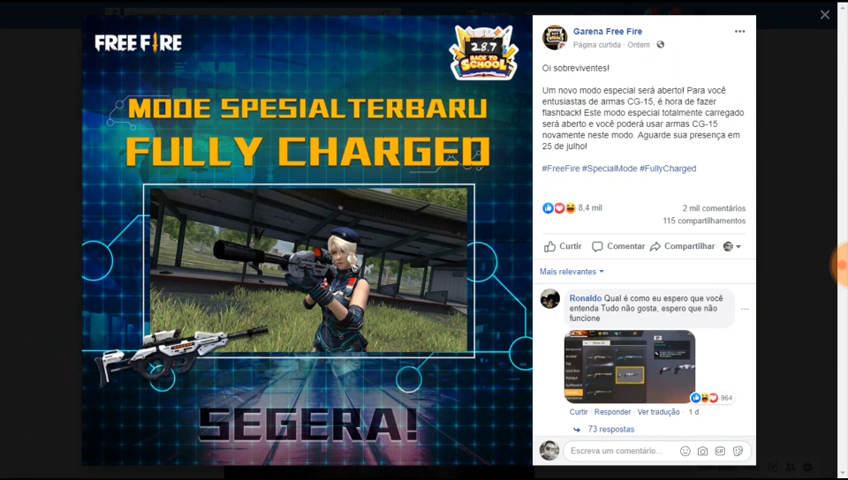 FREE FIRE
28.7
BACK TO
SCHOOL
MODE SPESIAL TERBARU
FULLY CHARGED
SEGERA!
Garena Free Fire
Página curtida · Ontem ·
Oi sobreviventes!
Um novo modo especial será aberto! Para você
entusiastas de armas CG-15, é hora de fazer
flashback! Este modo especial totalmente carregado
será aberto e você poderá usar armas CG-15
novamente neste modo. Aguarde sua presença em
25 de julho!
#FreeFire #SpecialMode #FullyCharged
8,4 mil
2 mil comentários
115 compartilhamentos
Curtir Comentar Compartilhar
Mais relevantes
Ronaldo Qual é como eu espero que você
entenda Tudo não gosta, espero que não
funcione
964
Curtir · Responder · Ver tradução · 1 d
73 respostas
Escreva um comentário...